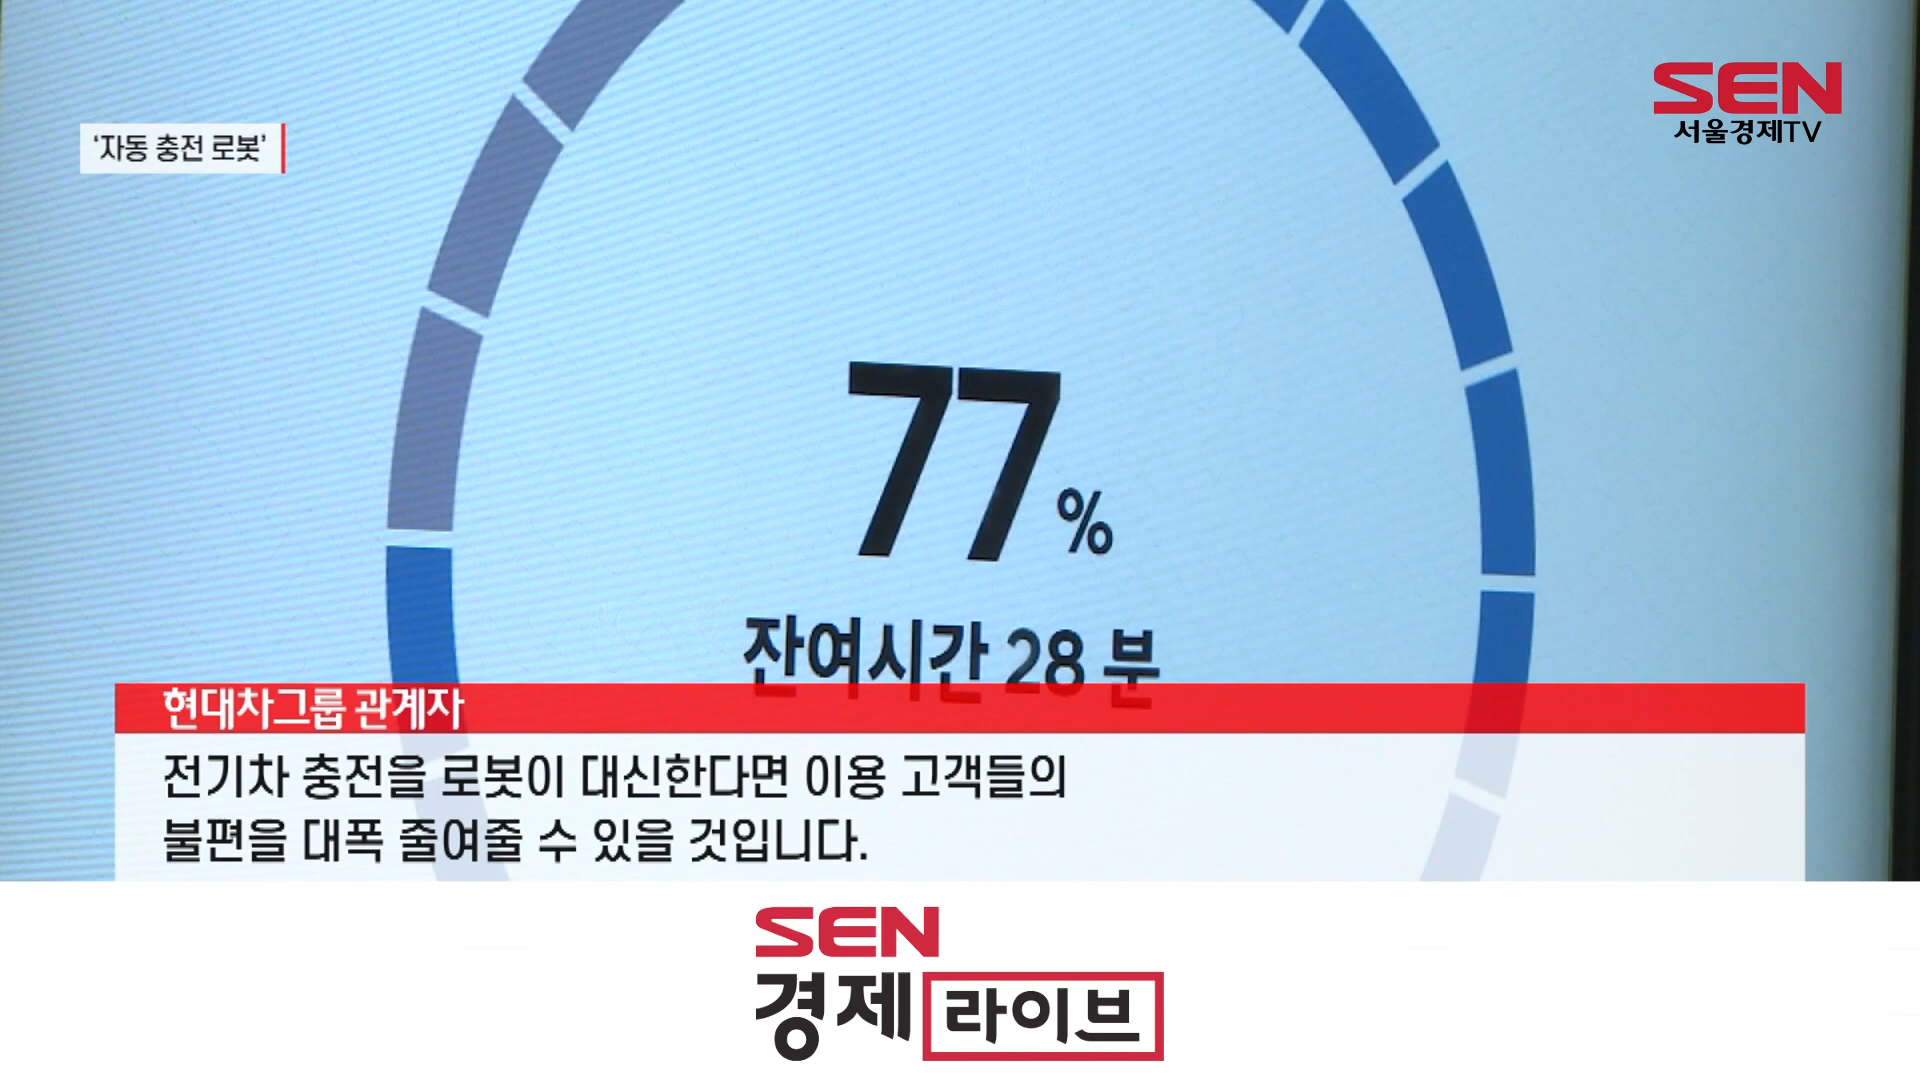 SEN
서울경제TV
‘자동 충전 로봇’
77%
잔여시간 28 분
현대차그룹 관계자
전기차 충전을 로봇이 대신한다면 이용 고객들의
불편을 대폭 줄여줄 수 있을 것입니다.
SEN
경제 라이브